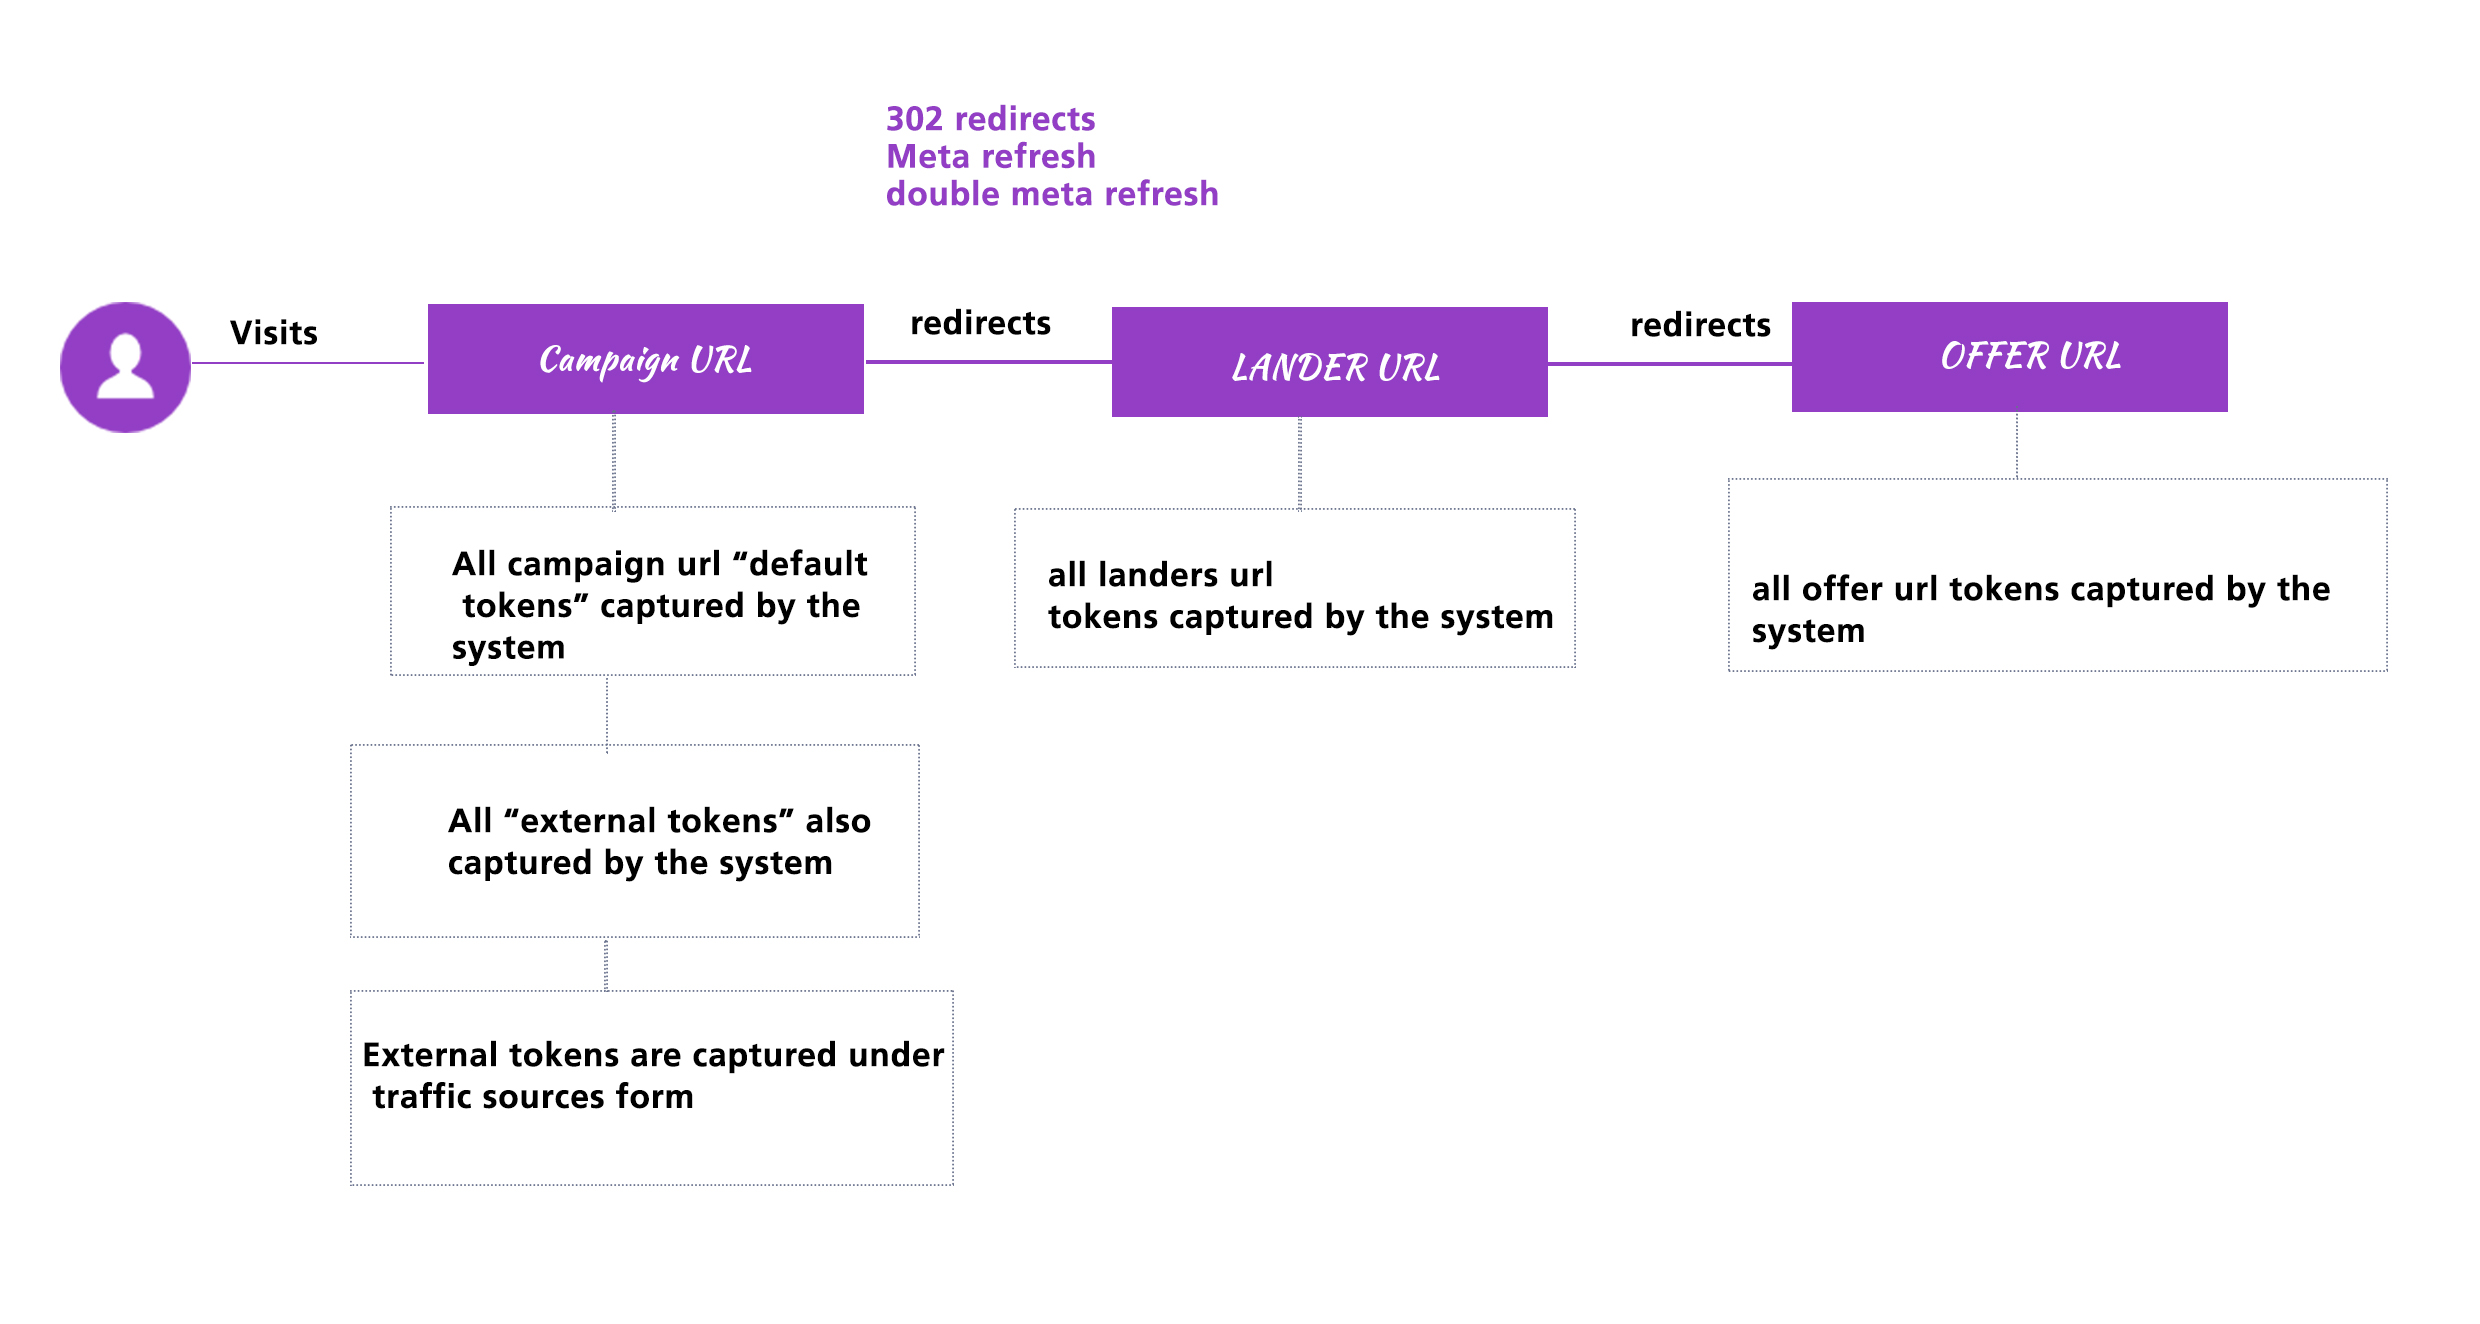 302 redirects
Meta refresh
double meta refresh
Visits
Campaign URL
redirects
LANDER URL
redirects
OFFER URL
All campaign url “default
tokens” captured by the
system
all landers url
tokens captured by the system
all offer url tokens captured by the
system
All “external tokens” also
captured by the system
External tokens are captured under
traffic sources form